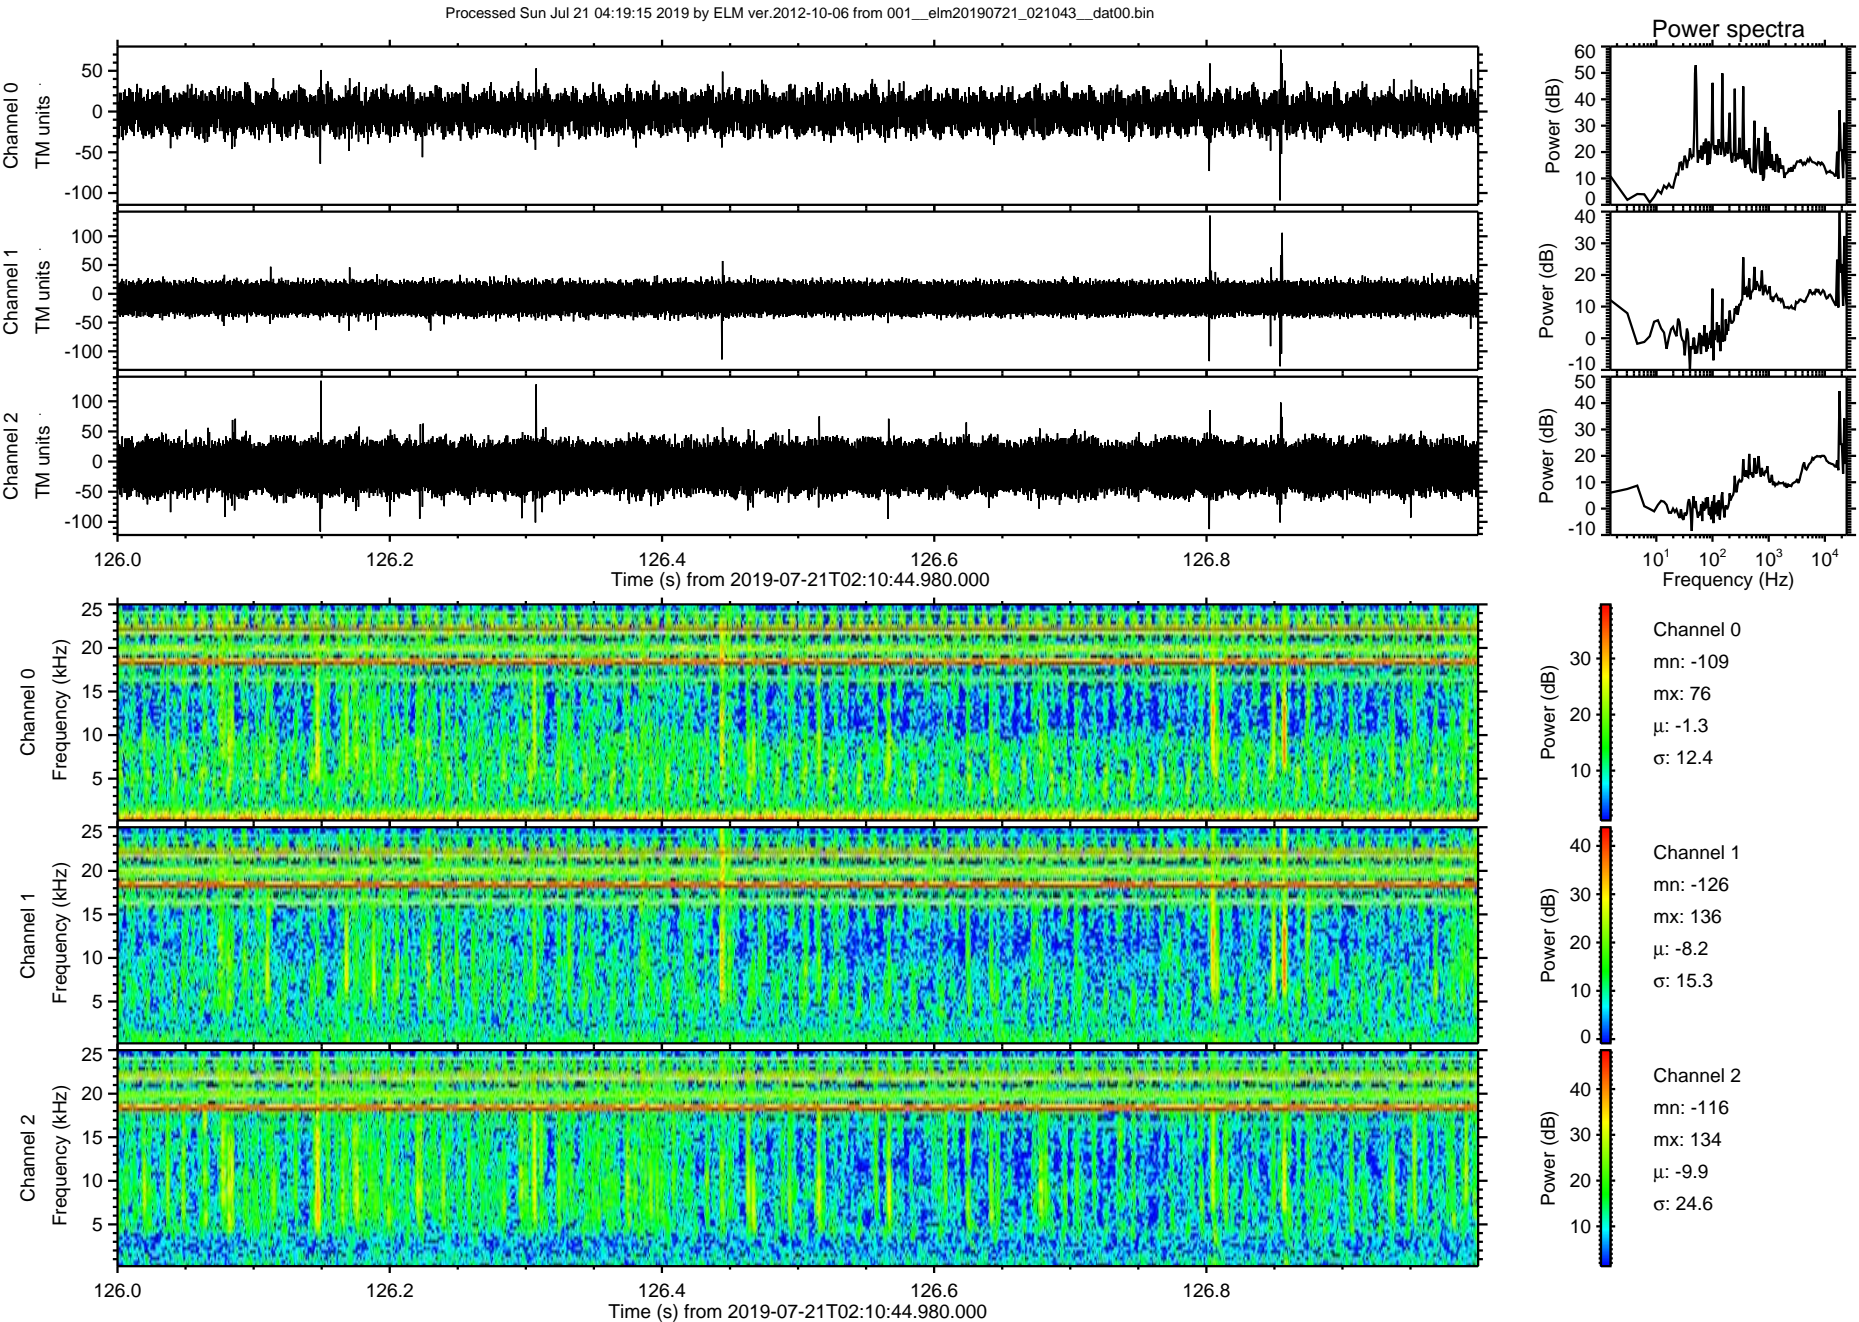 Processed Sun Jul 21 04:19:15 2019 by ELM ver.2012-10-06 from 001__elm20190721_021043__dat00.bin
Power spectra
Channel 0
TM units
50
0
-50
-100
Power (dB)
60
50
40
30
20
10
0
Channel 1
TM units
100
50
0
-50
-100
Power (dB)
40
30
20
10
0
-10
Channel 2
TM units
100
50
0
-50
-100
Power (dB)
50
40
30
20
10
0
-10
126.0 126.2 126.4 126.6 126.8
Time (s) from 2019-07-21T02:10:44.980.000
10¹ 10² 10³ 10⁴
Frequency (Hz)
Channel 0
Frequency (kHz)
25
20
15
10
5
Power (dB)
30
20
10
Channel 0
mn: -109
mx: 76
μ: -1.3
σ: 12.4
Channel 1
Frequency (kHz)
25
20
15
10
5
Power (dB)
40
30
20
10
0
Channel 1
mn: -126
mx: 136
μ: -8.2
σ: 15.3
Channel 2
Frequency (kHz)
25
20
15
10
5
Power (dB)
40
30
20
10
Channel 2
mn: -116
mx: 134
μ: -9.9
σ: 24.6
126.0 126.2 126.4 126.6 126.8
Time (s) from 2019-07-21T02:10:44.980.000